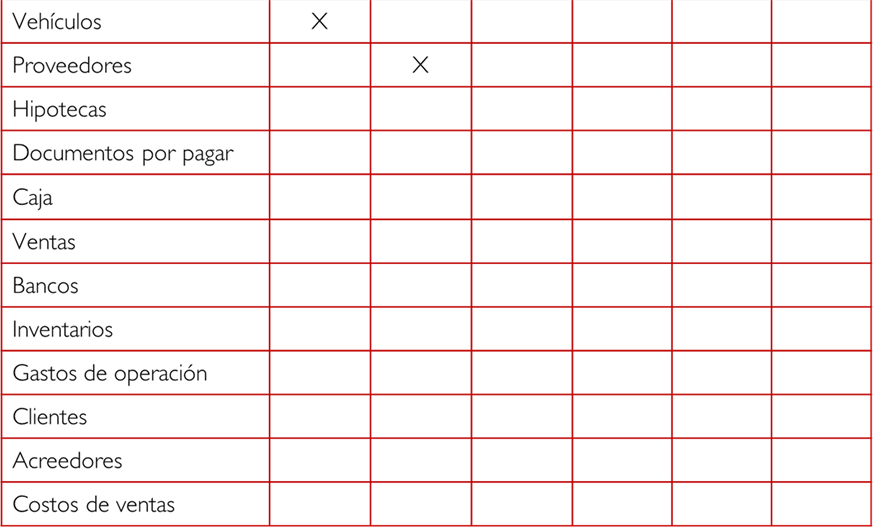 Vehículos X
Proveedores X
Hipotecas
Documentos por pagar
Caja
Ventas
Bancos
Inventarios
Gastos de operación
Clientes
Acreedores
Costos de ventas